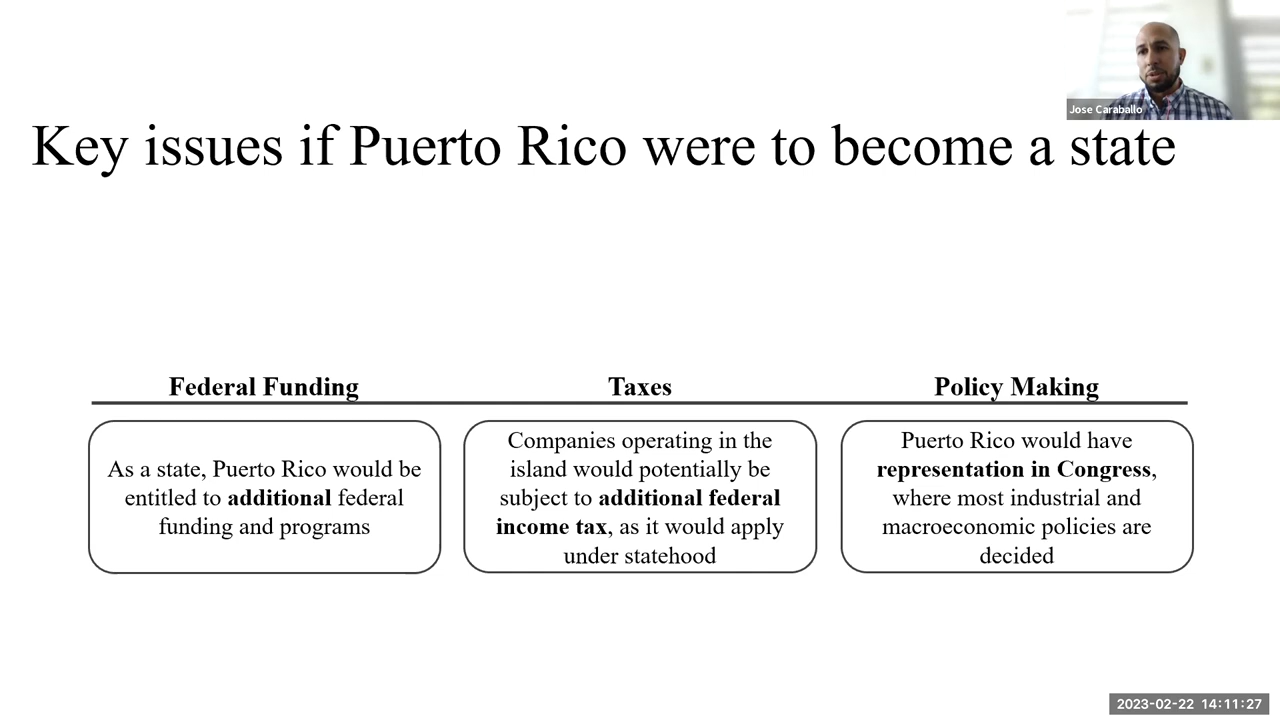 Jose Caraballo
Key issues if Puerto Rico were to become a state
Federal Funding
As a state, Puerto Rico would be
entitled to additional federal
funding and programs
Taxes
Companies operating in the
island would potentially be
subject to additional federal
income tax, as it would apply
under statehood
Policy Making
Puerto Rico would have
representation in Congress,
where most industrial and
macroeconomic policies are
decided
2023-02-22 14:11:27